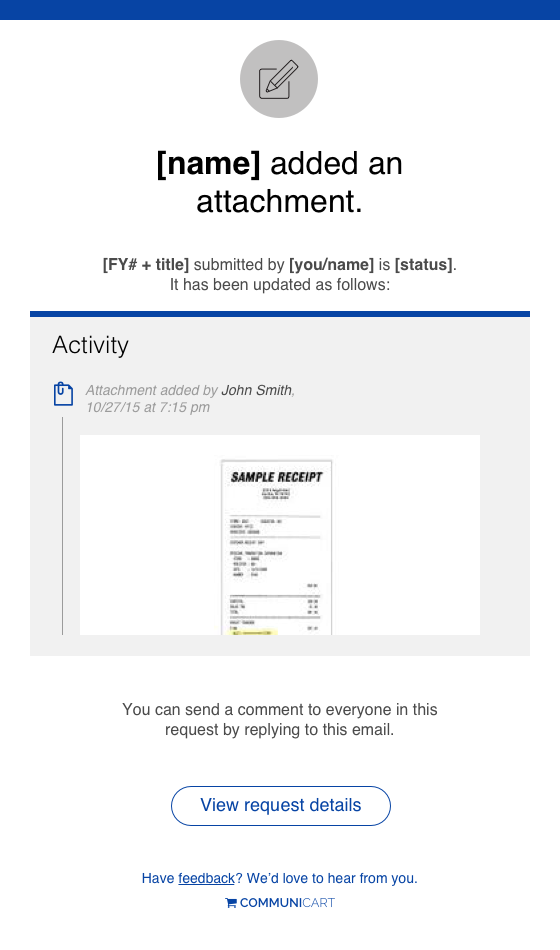 [name] added an
attachment.
[FY# + title] submitted by [you/name] is [status].
It has been updated as follows:
Activity
Attachment added by John Smith,
10/27/15 at 7:15 pm
SAMPLE RECEIPT
You can send a comment to everyone in this
request by replying to this email.
View request details
Have feedback? We'd love to hear from you.
COMMUNICART